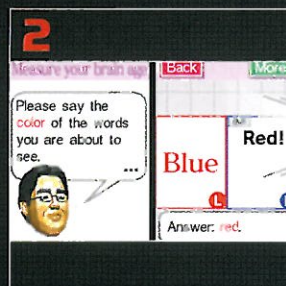 2
Measure your brain age
Please say the
color of the words
you are about to
see.
...
Back
More
Blue
L
Red!
Answer: red.